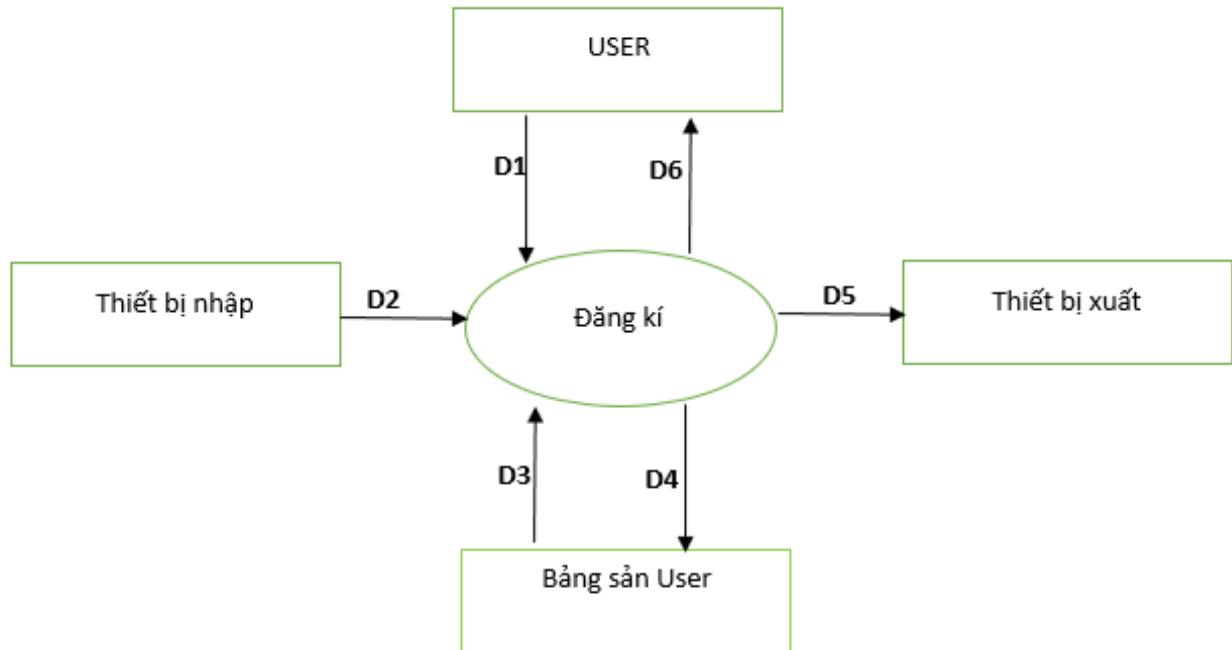 USER
D1
D6
Thiết bị nhập
D2
Đăng kí
D5
Thiết bị xuất
D3
D4
Bảng sản User